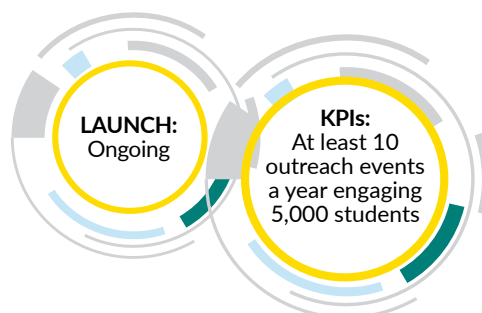 LAUNCH:
Ongoing
KPIs:
At least 10
outreach events
a year engaging
5,000 students